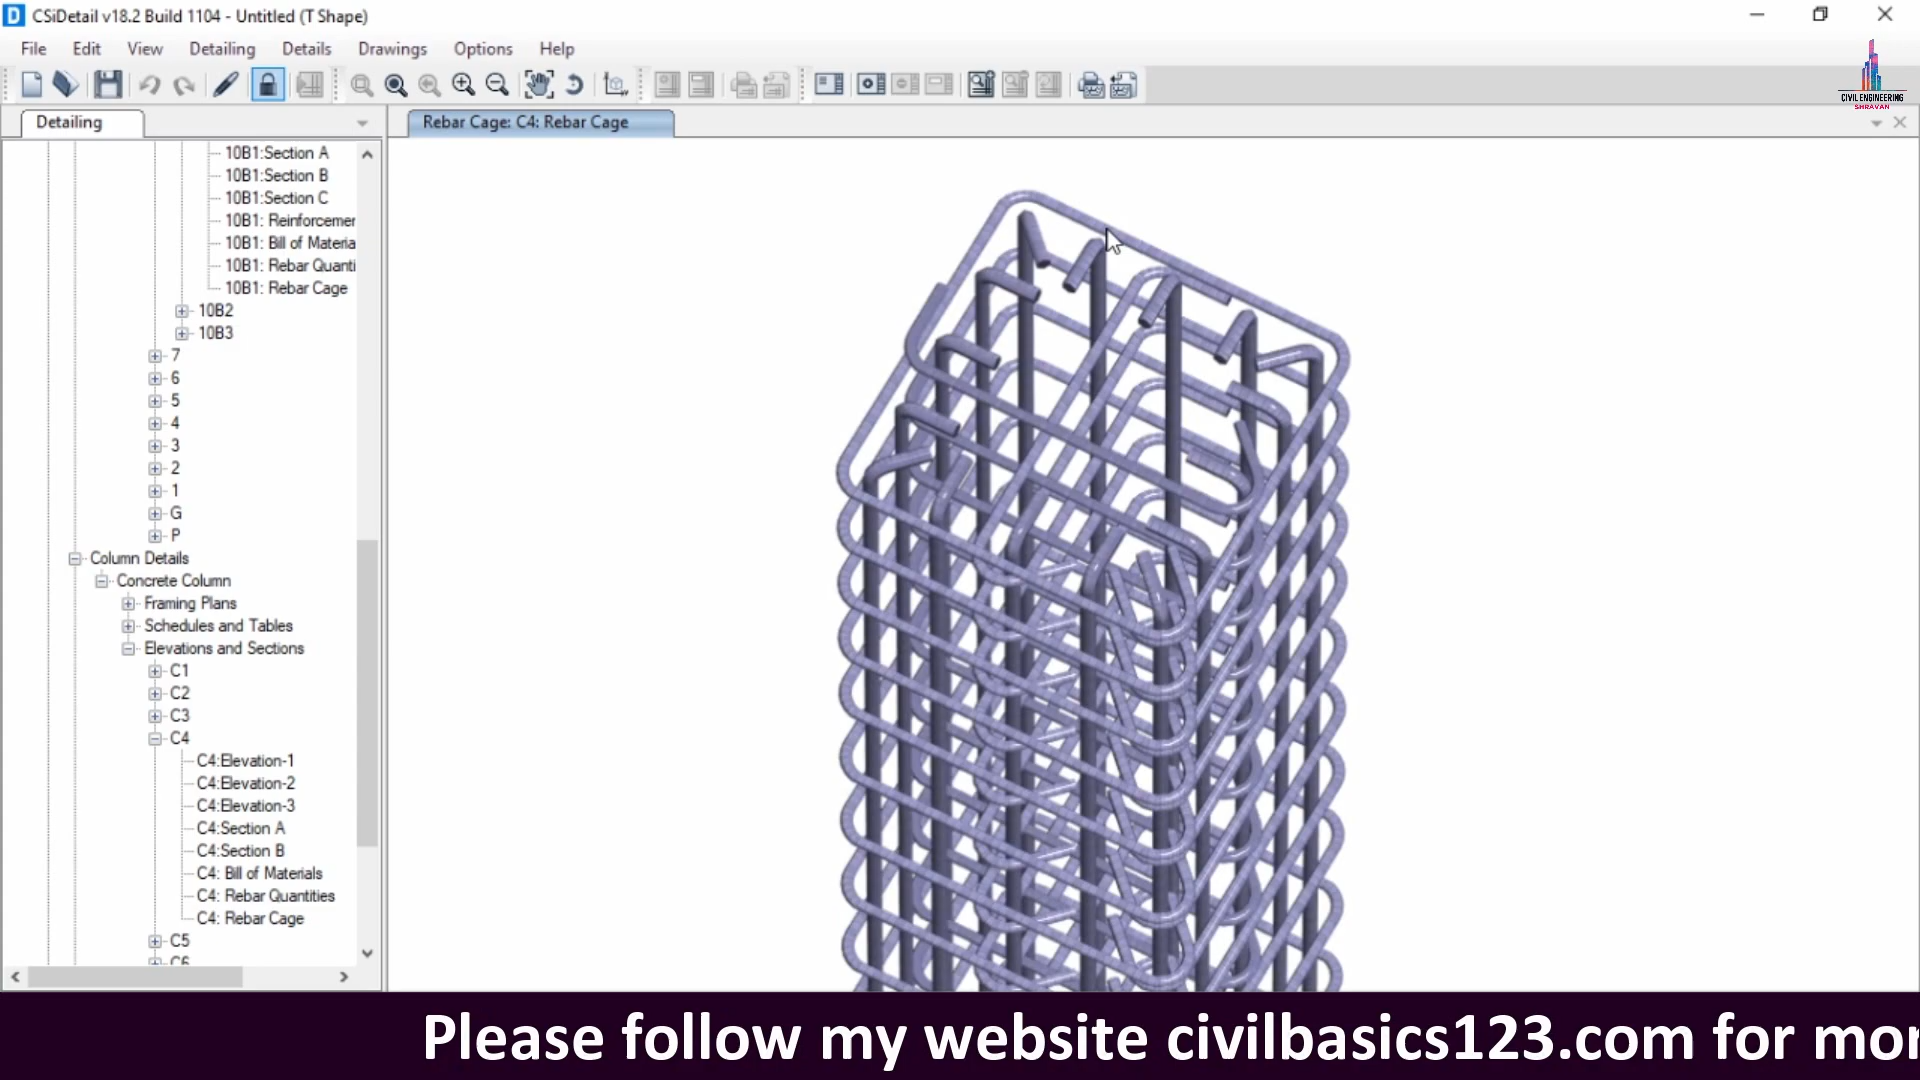 CSiDetail v18.2 Build 1104 - Untitled (T Shape)
File Edit View Detailing Details Drawings Options Help
CIVIL ENGINEERING
SHRAVAN
Detailing
Rebar Cage: C4: Rebar Cage
10B1:Section A
10B1:Section B
10B1:Section C
10B1: Reinforcemer
10B1: Bill of Materia
10B1: Rebar Quanti
10B1: Rebar Cage
10B2
10B3
7
6
5
4
3
2
1
G
P
Column Details
Concrete Column
Framing Plans
Schedules and Tables
Elevations and Sections
C1
C2
C3
C4
C4:Elevation-1
C4:Elevation-2
C4:Elevation-3
C4:Section A
C4:Section B
C4: Bill of Materials
C4: Rebar Quantities
C4: Rebar Cage
C5
C6
Please follow my website civilbasics123.com for mor